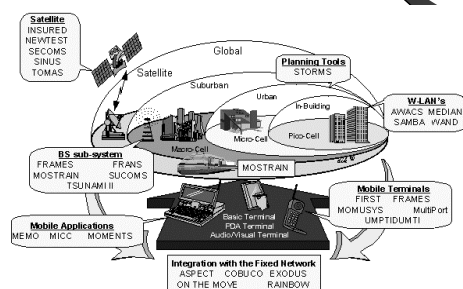 Satellite
INSURED
NEWTEST
SECOMS
SINUS
TOMAS
Global
Satellite
Suburban
Urban
In-Building
Planning Tools
STORMS
W-LAN's
AWACS MEDIAN
SAMBA WAND
Macro-Cell
Micro-Cell
Pico-Cell
BS sub-system
FRAMES FRANS
MOSTRAIN SUCOMS
TSUNAMI II
MOSTRAIN
Mobile Terminals
FIRST FRAMES
MOMUSYS MultiPort
UMPTIDUMTI
Mobile Applications
MEMO MICC MOMENTS
Basic Terminal
PDA Terminal
Audio/Visual Terminal
Integration with the Fixed Network
ASPECT COBUCO EXODUS
ON THE MOVE RAINBOW